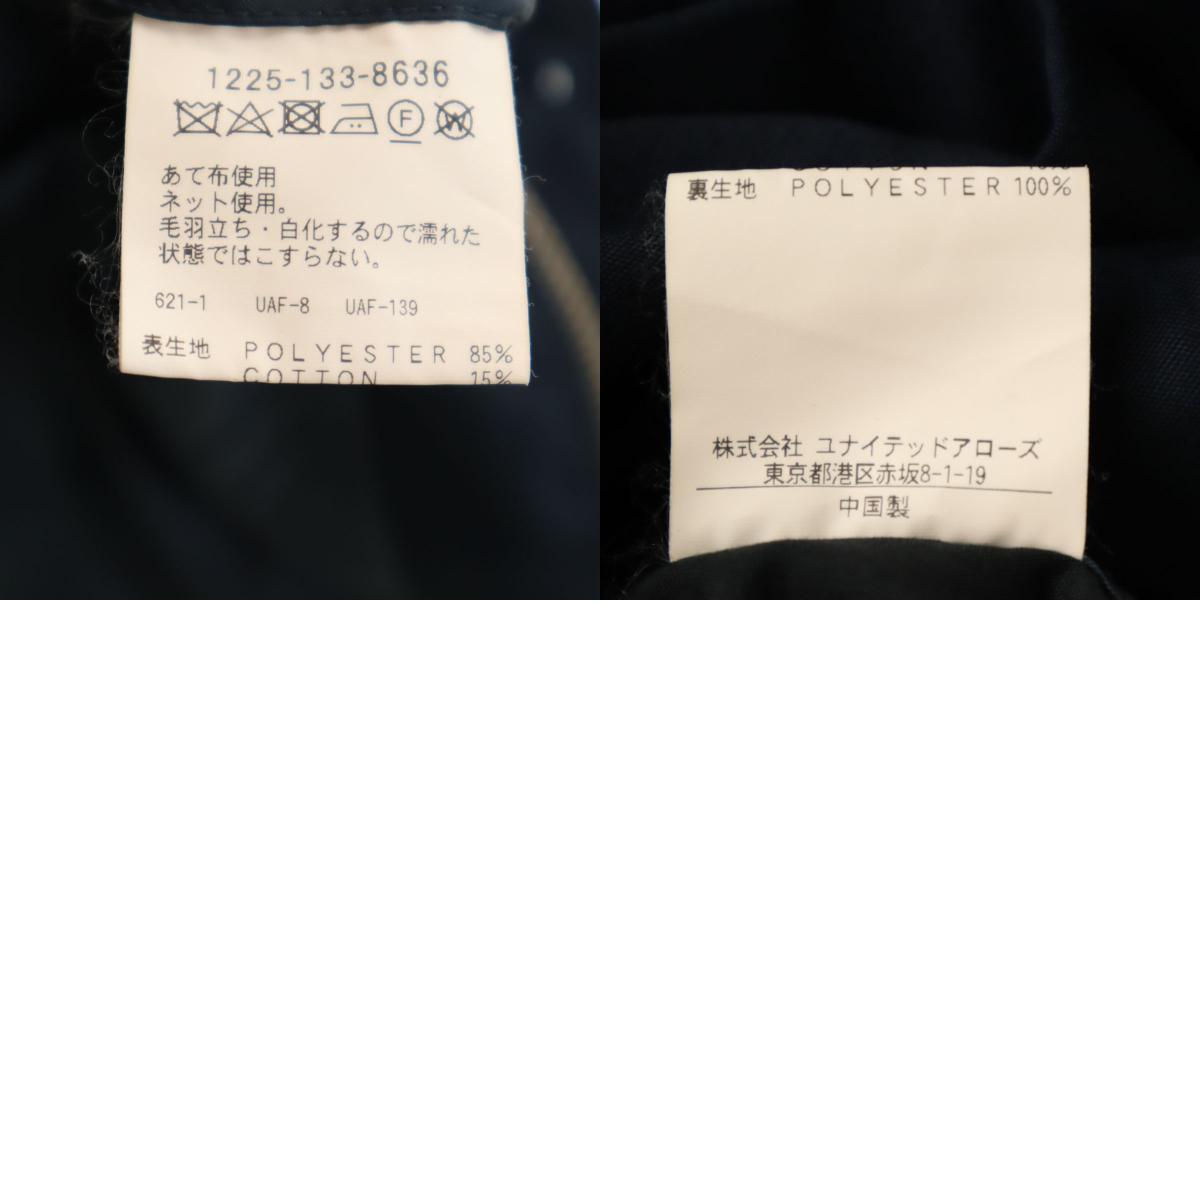 1225-133-8636
F W
あて布使用
ネット使用。
毛羽立ち・白化するので濡れた
状態ではこすらない。
621-1 UAF-8 UAF-139
表生地 POLYESTER 85%
COTTON 15%
裏生地 POLYESTER 100%
株式会社 ユナイテッドアローズ
東京都港区赤坂8-1-19
中国製